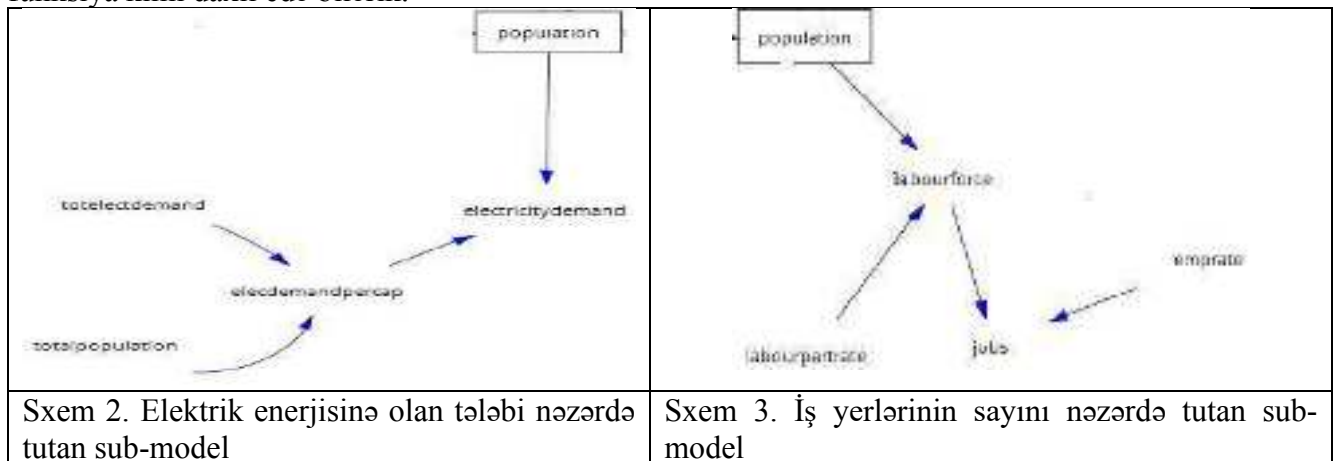 population
totelectdemand
electricitydemand
elecdemandpercap
totalpopulation
population
labourforce
emprate
labourpartrate
jobs
Sxem 2. Elektrik enerjisinə olan tələbi nəzərdə
tutan sub-model
Sxem 3. İş yerlərinin sayını nəzərdə tutan sub-
model